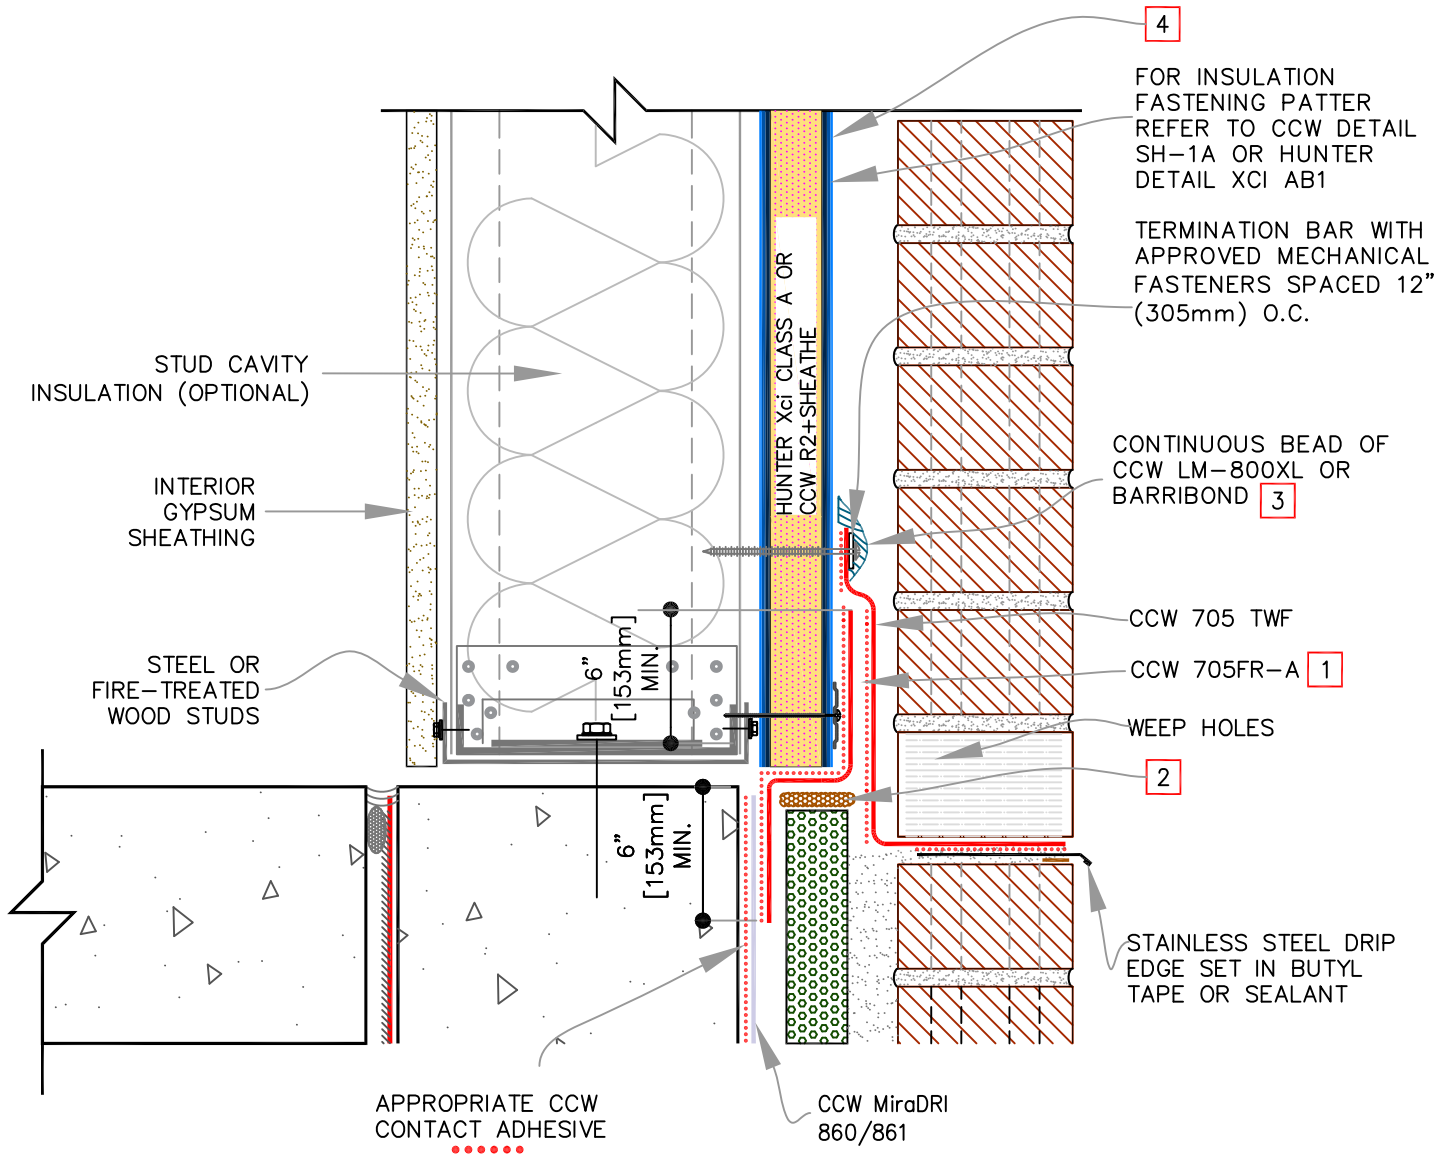 4
FOR INSULATION
FASTENING PATTER
REFER TO CCW DETAIL
SH-1A OR HUNTER
DETAIL XCI AB1
TERMINATION BAR WITH
APPROVED MECHANICAL
FASTENERS SPACED 12"
(305mm) O.C.
STUD CAVITY
INSULATION (OPTIONAL)
HUNTER Xci CLASS A OR
CCW R2+SHEATHE
CONTINUOUS BEAD OF
CCW LM-800XL OR
BARRIBOND 3
INTERIOR
GYPSUM
SHEATHING
CCW 705 TWF
CCW 705FR-A 1
STEEL OR
FIRE-TREATED
WOOD STUDS
6"
[153mm]
MIN.
WEEP HOLES
2
6"
[153mm]
MIN.
STAINLESS STEEL DRIP
EDGE SET IN BUTYL
TAPE OR SEALANT
APPROPRIATE CCW
CONTACT ADHESIVE
CCW MiraDRI
860/861